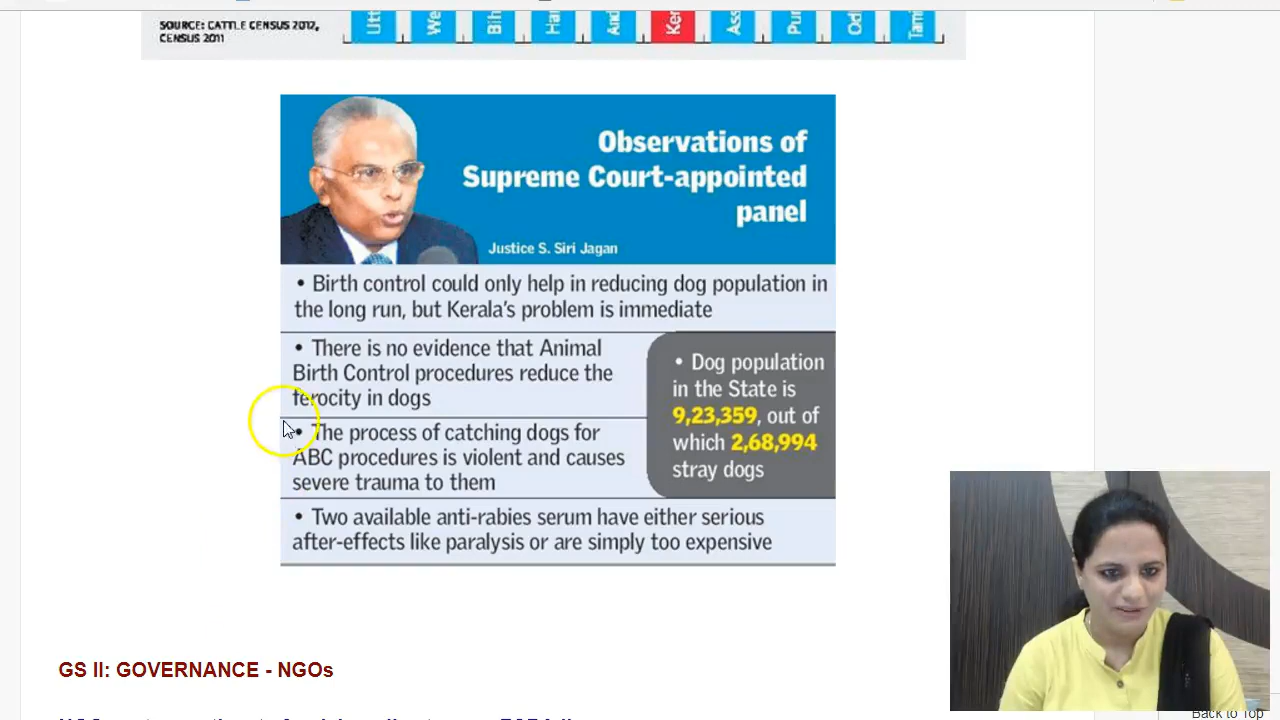 SOURCE: CATTLE CENSUS 2012,
CENSUS 2011
Observations of
Supreme Court-appointed
panel
Justice S. Siri Jagan
• Birth control could only help in reducing dog population in
the long run, but Kerala's problem is immediate
• There is no evidence that Animal
Birth Control procedures reduce the
ferocity in dogs
• The process of catching dogs for
ABC procedures is violent and causes
severe trauma to them
• Dog population
in the State is
9,23,359, out of
which 2,68,994
stray dogs
• Two available anti-rabies serum have either serious
after-effects like paralysis or are simply too expensive
GS II: GOVERNANCE - NGOs
Back to Top